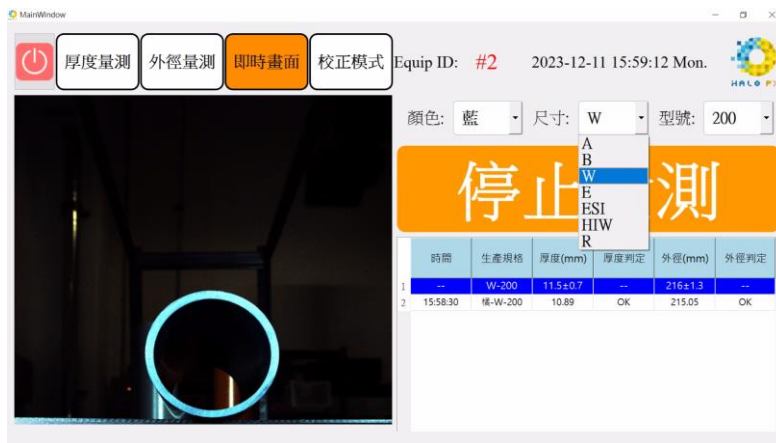 MainWindow
厚度量測 外徑量測 即時畫面 校正模式 Equip ID: #2 2023-12-11 15:59:12 Mon.
HALO PX
顏色: 藍 尺寸: W 型號: 200
A
B
W
E
ESI
HIW
R
停止 測
時間 生產規格 厚度(mm) 厚度判定 外徑(mm) 外徑判定
1 -- W-200 11.5±0.7 -- 216±1.3 --
2 15:58:30 橘-W-200 10.89 OK 215.05 OK